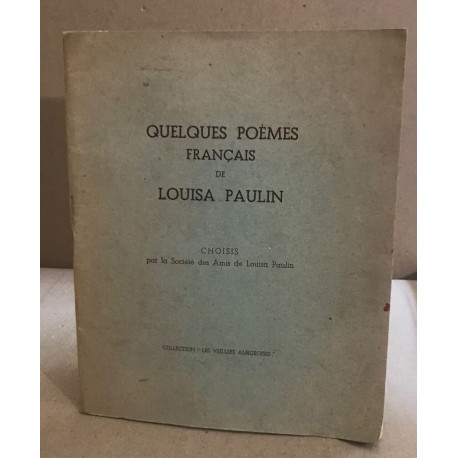 QUELQUES POÈMES
FRANÇAIS
DE
LOUISA PAULIN
CHOISIS
par la Société des Amis de Louisa Paulin
COLLECTION "LES VEILLÉES ALBIGEOISES"